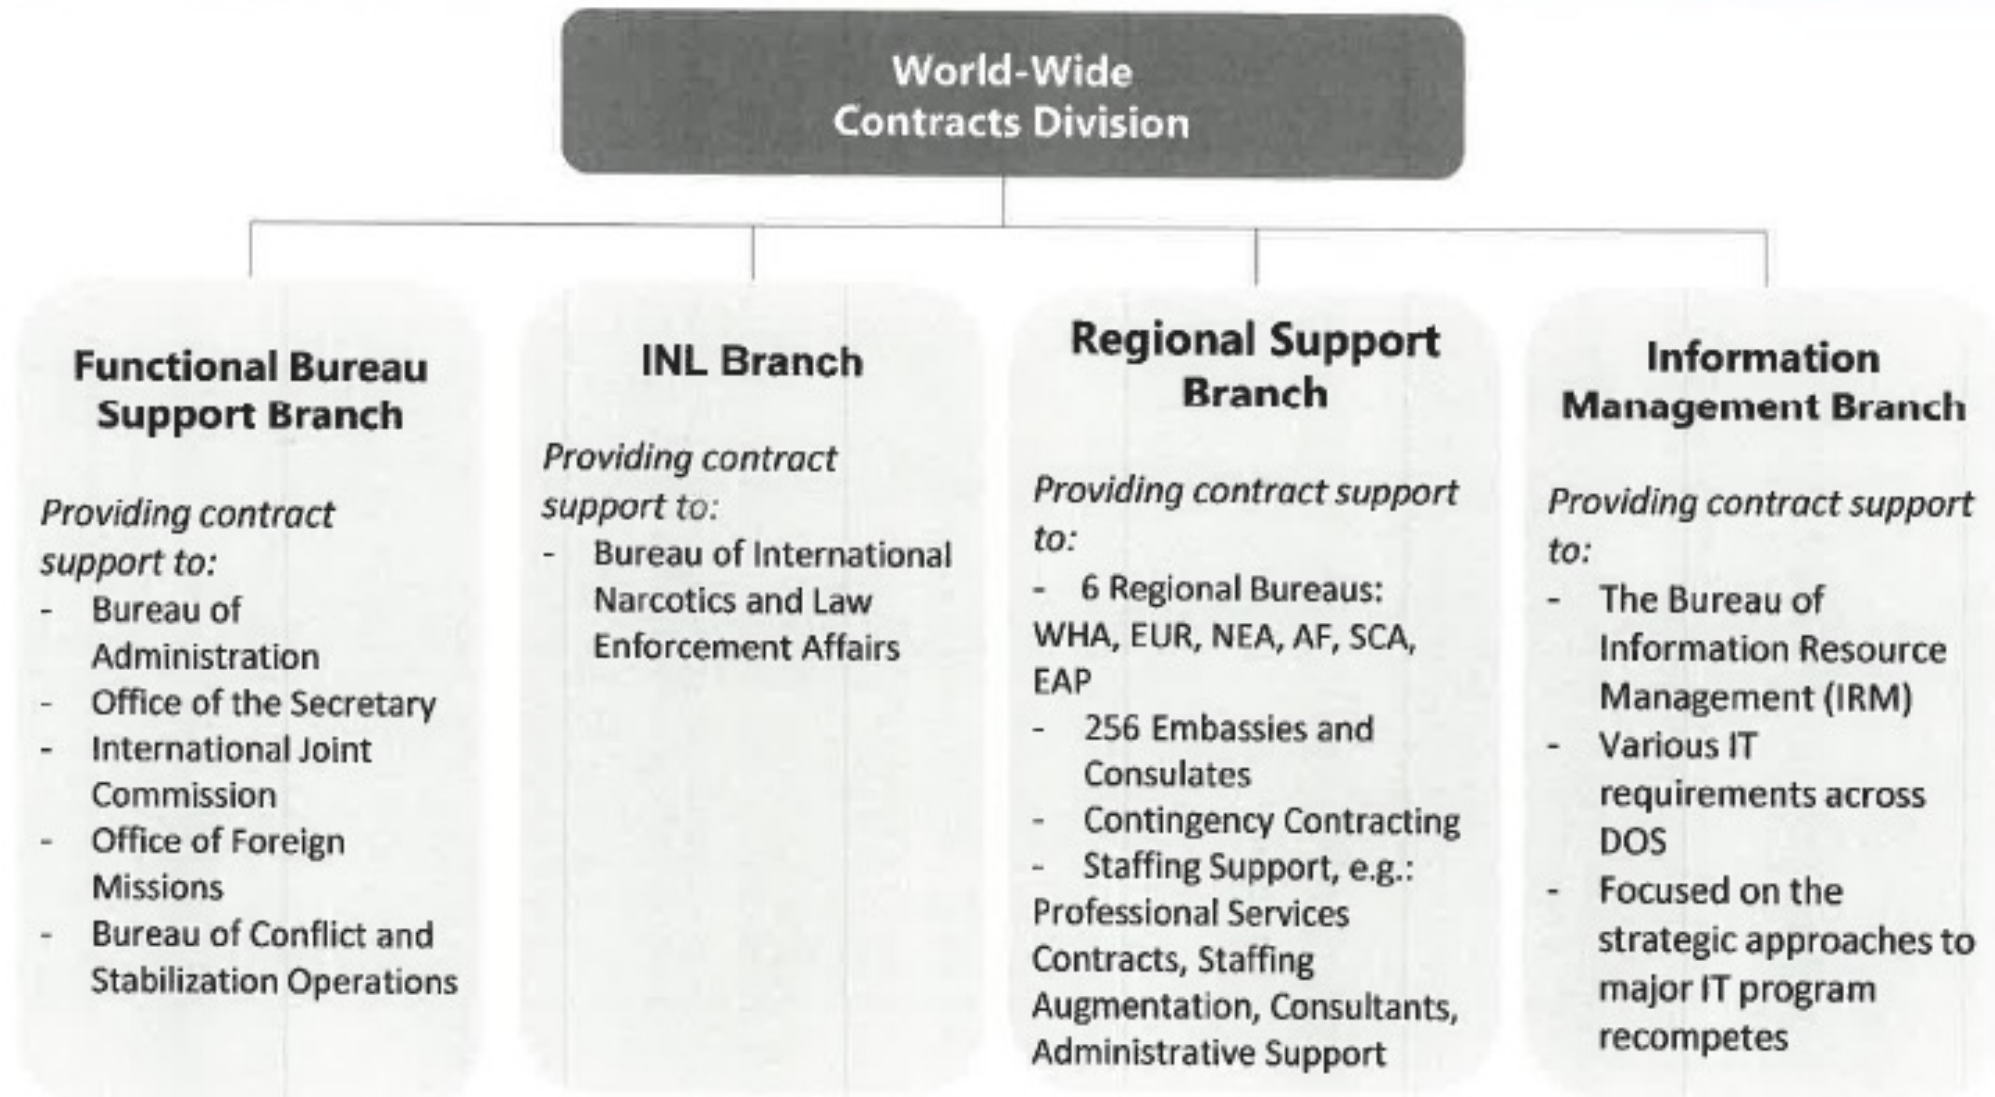 World-Wide
Contracts Division
Functional Bureau
Support Branch
Providing contract
support to:
- Bureau of
Administration
- Office of the Secretary
- International Joint
Commission
- Office of Foreign
Missions
- Bureau of Conflict and
Stabilization Operations
INL Branch
Providing contract
support to:
- Bureau of International
Narcotics and Law
Enforcement Affairs
Regional Support
Branch
Providing contract support
to:
- 6 Regional Bureaus:
WHA, EUR, NEA, AF, SCA,
EAP
- 256 Embassies and
Consulates
- Contingency Contracting
- Staffing Support, e.g.:
Professional Services
Contracts, Staffing
Augmentation, Consultants,
Administrative Support
Information
Management Branch
Providing contract support
to:
- The Bureau of
Information Resource
Management (IRM)
- Various IT
requirements across
DOS
- Focused on the
strategic approaches to
major IT program
recompetes